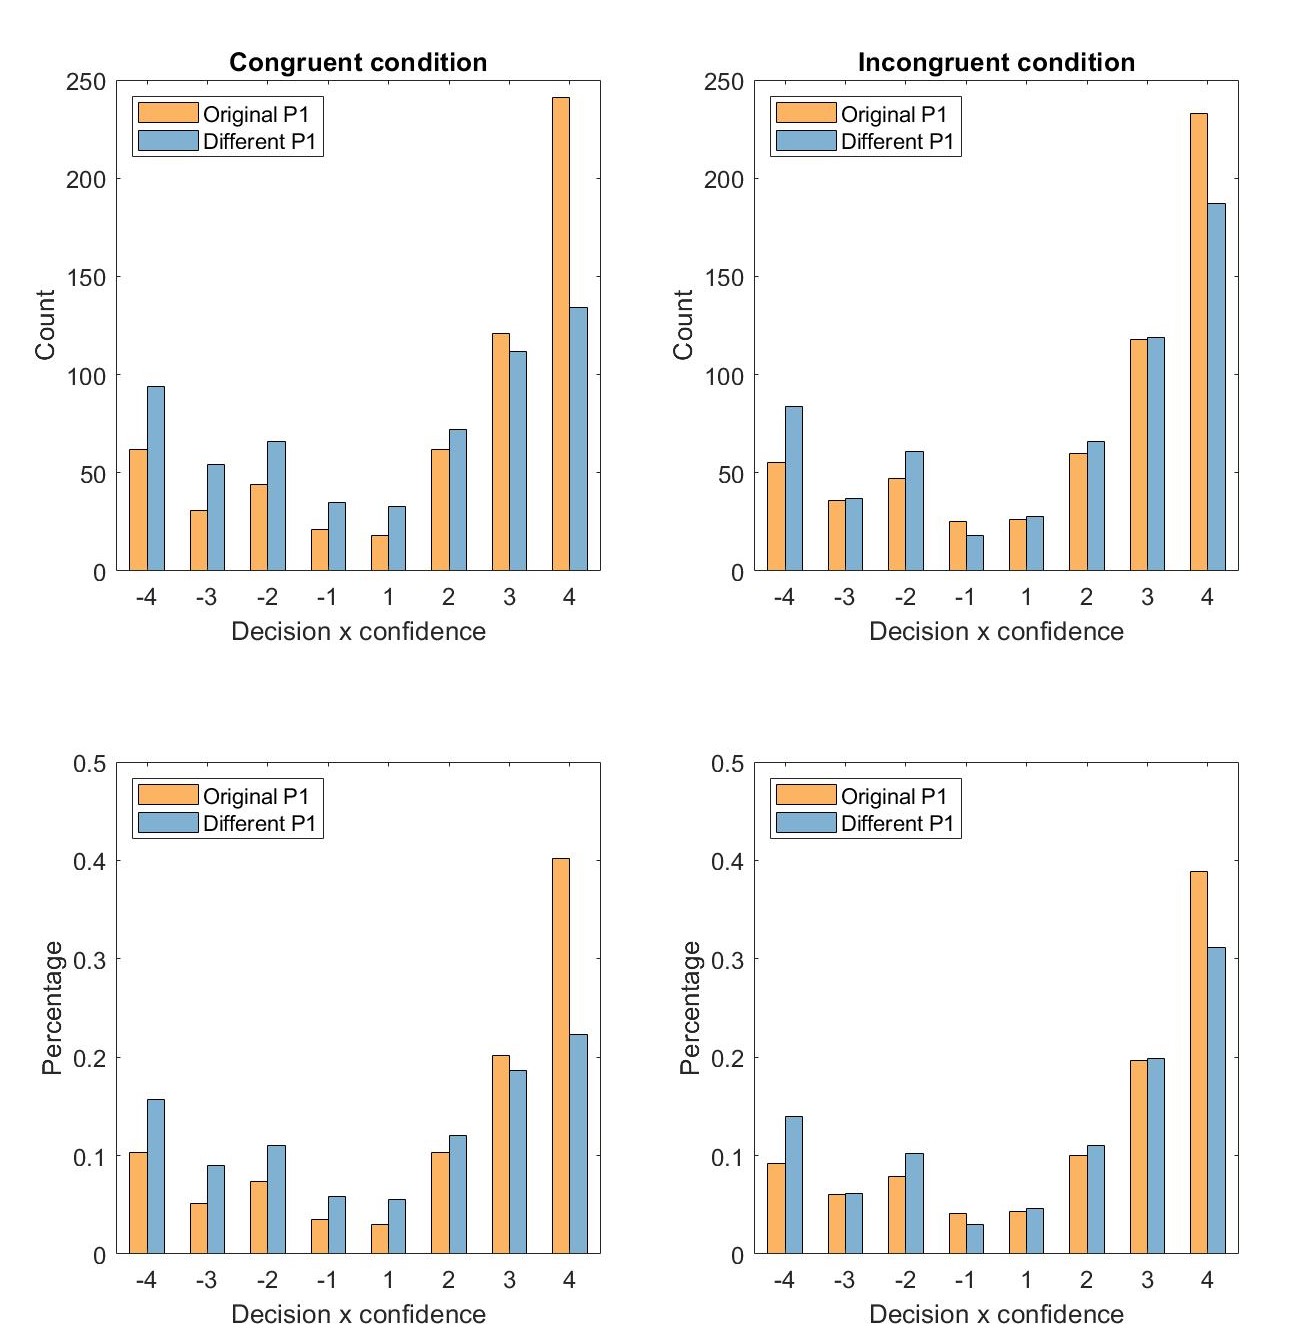 Congruent condition
250
200
150
100
50
0
Count
Original P1
Different P1
-4 -3 -2 -1 1 2 3 4
Decision x confidence
Incongruent condition
250
200
150
100
50
0
Count
Original P1
Different P1
-4 -3 -2 -1 1 2 3 4
Decision x confidence
0.5
0.4
0.3
0.2
0.1
0
Percentage
Original P1
Different P1
-4 -3 -2 -1 1 2 3 4
Decision x confidence
0.5
0.4
0.3
0.2
0.1
0
Percentage
Original P1
Different P1
-4 -3 -2 -1 1 2 3 4
Decision x confidence